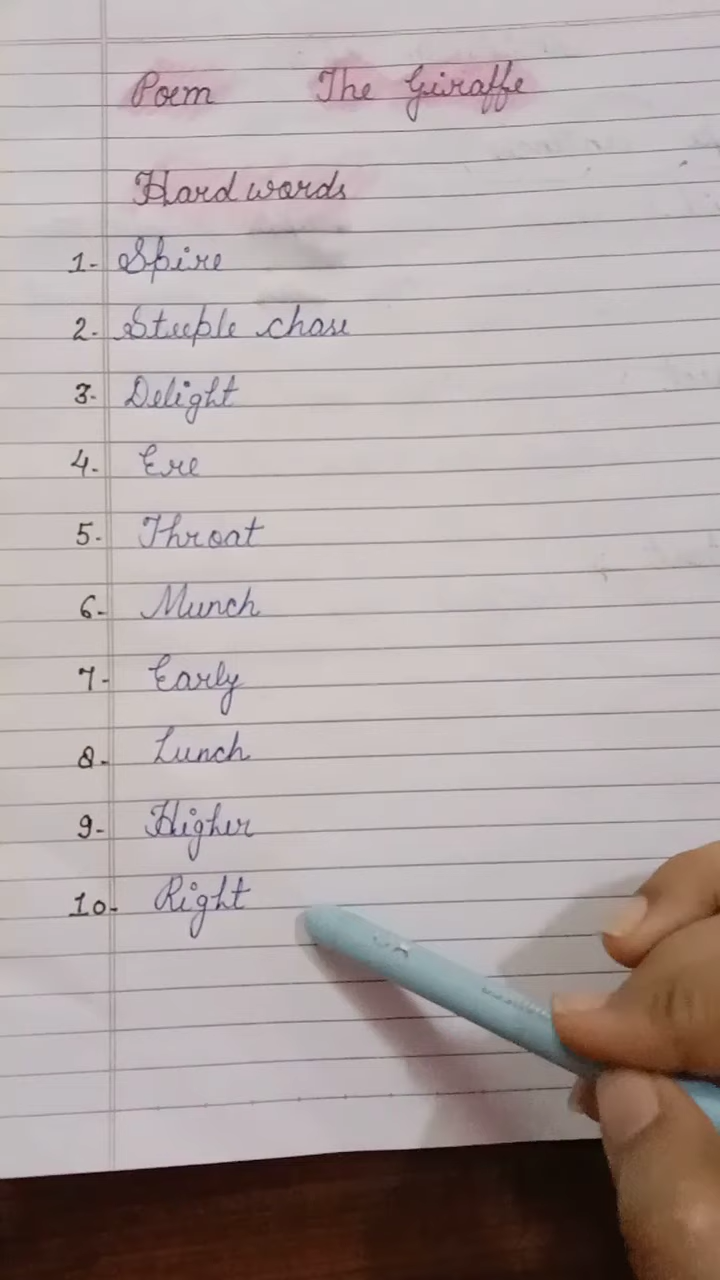 Poem The Giraffe
Hard words
1- Spire
2. Steeple chase
3. Delight
4. Ere
5- Throat
6- Munch
7- Early
8. Lunch
9- Higher
10- Right